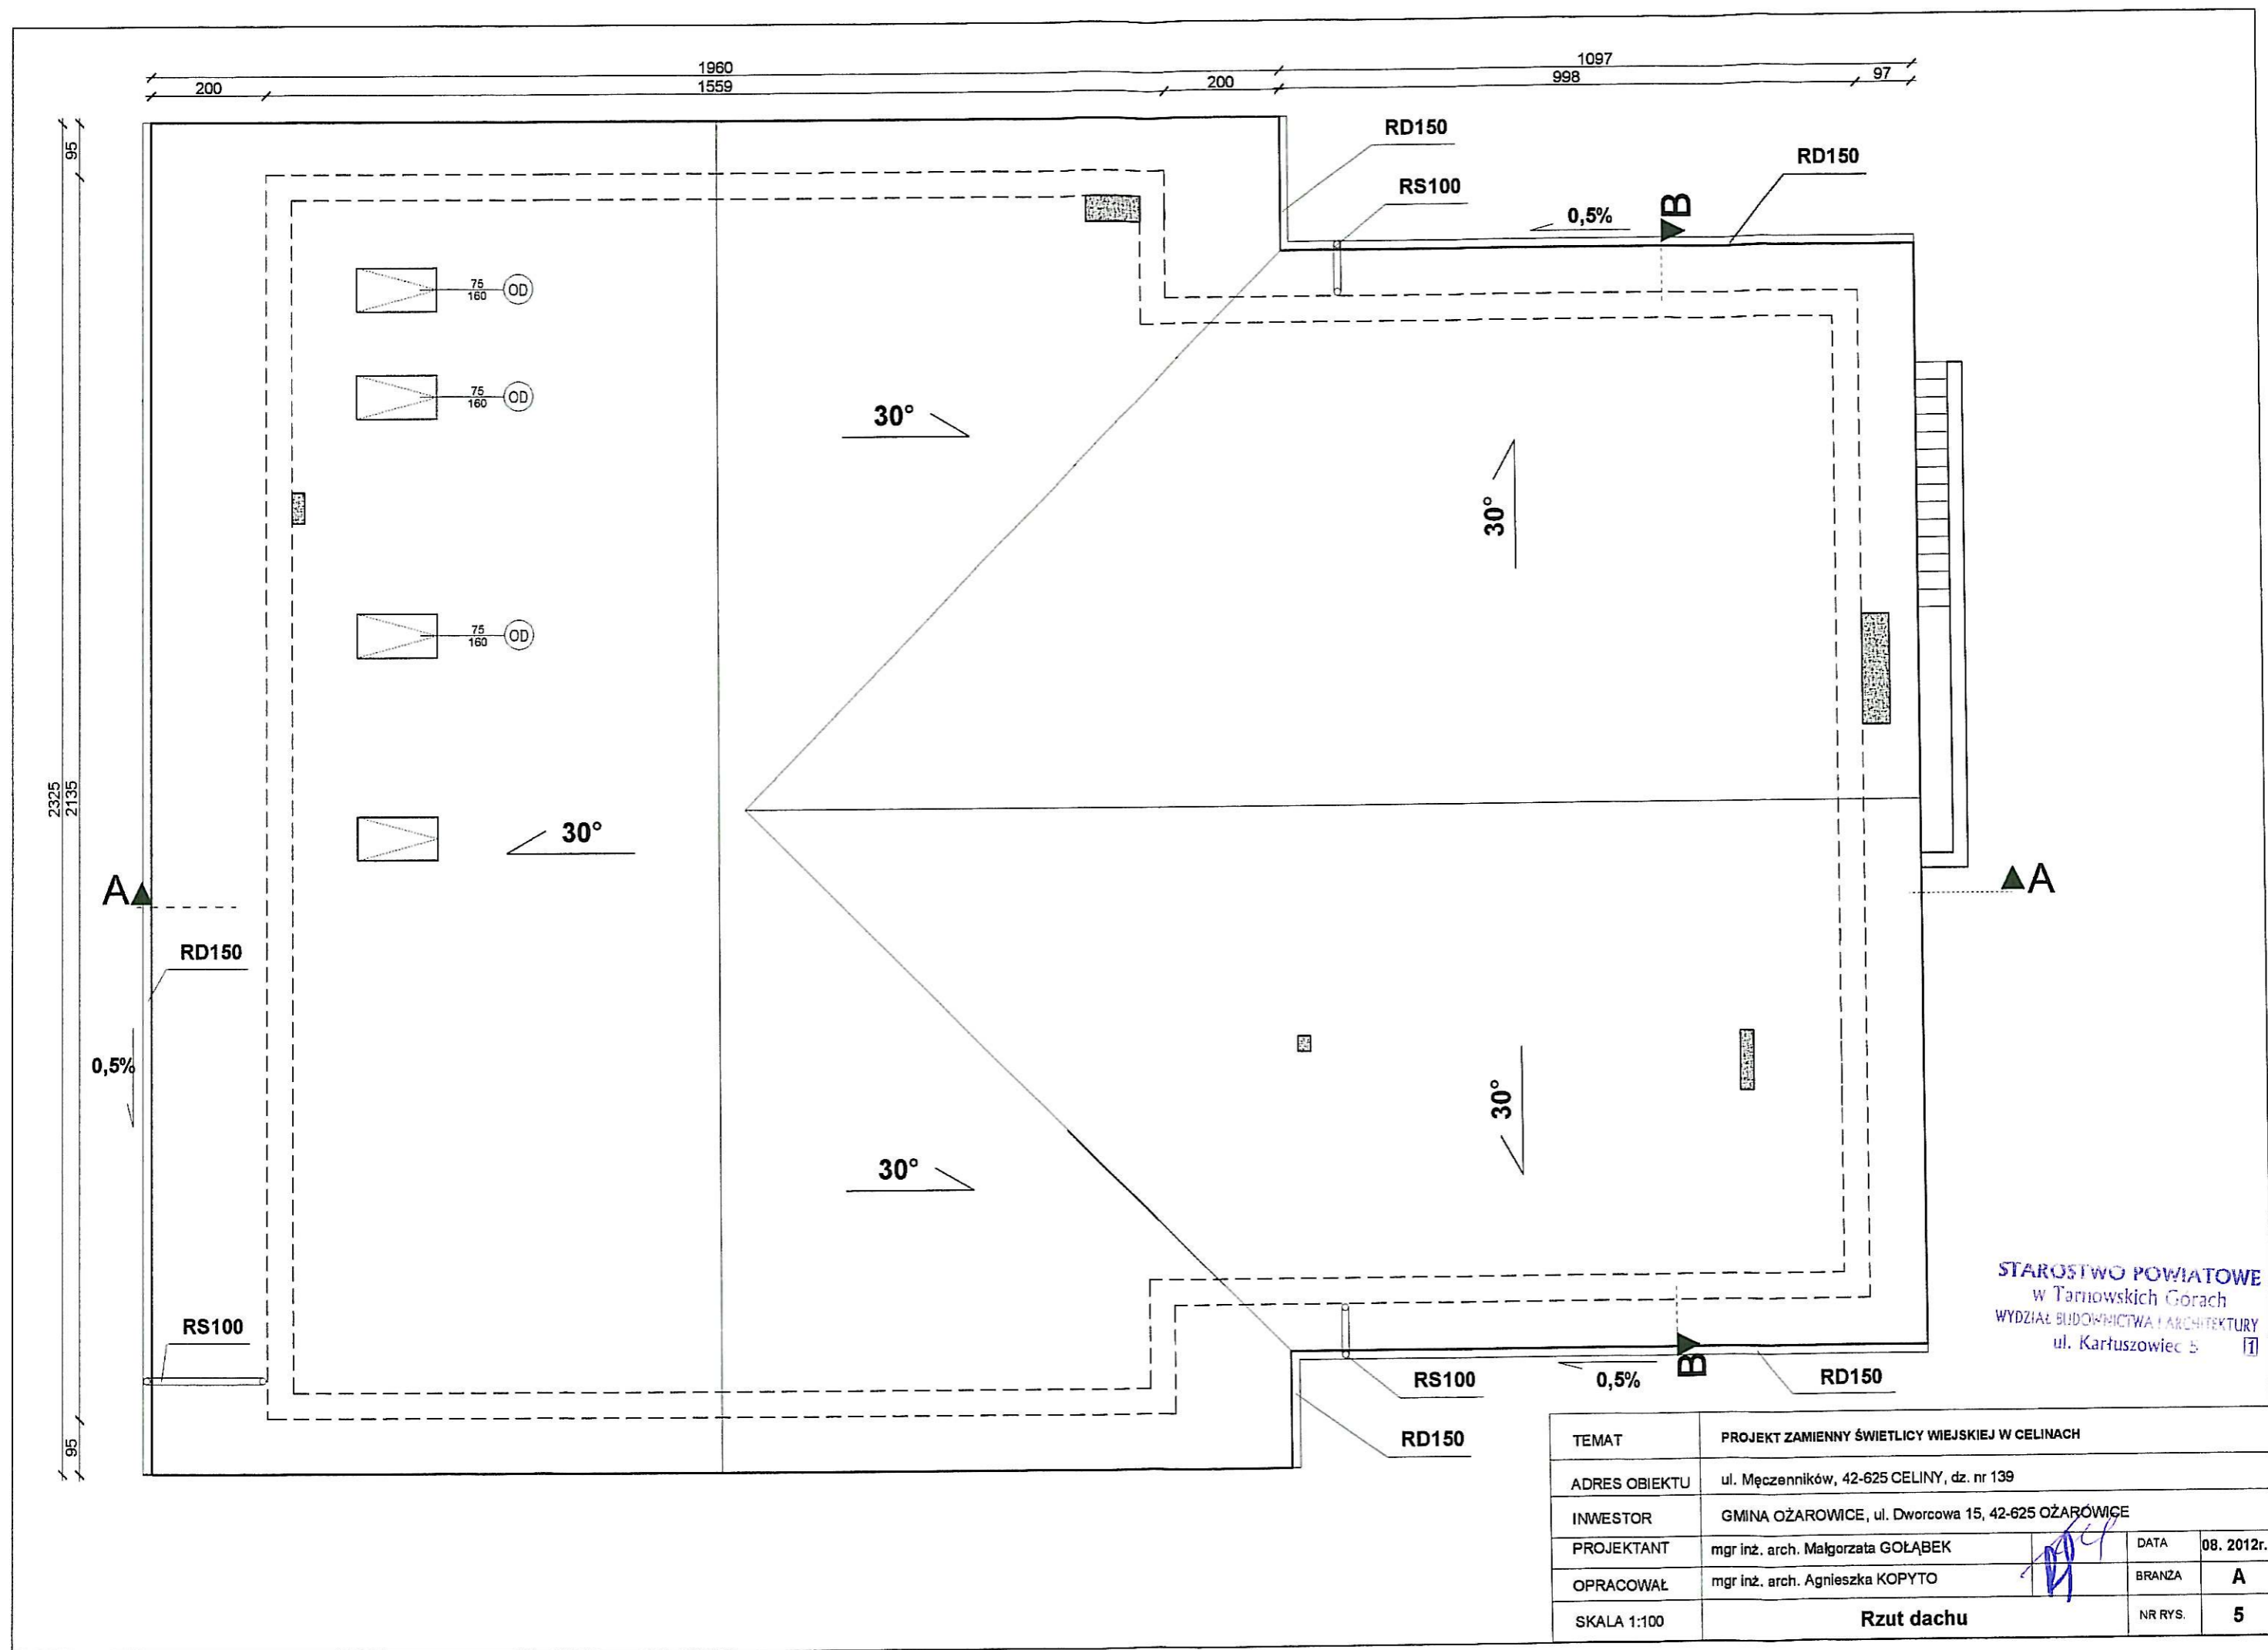 1960
1097
200
1559
200
998
97
95
2325
2135
95
RD150
RD150
RS100
0,5%
B
75
160
OD
75
160
OD
75
160
OD
30°
30°
30°
A
A
RD150
0,5%
30°
30°
RS100
RS100
0,5%
B
RD150
RD150
STAROSTWO POWIATOWE
w Tarnowskich Górach
WYDZIAŁ BUDOWNICTWA I ARCHITEKTURY
ul. Karłuszowiec 5 1
TEMAT PROJEKT ZAMIENNY ŚWIETLICY WIEJSKIEJ W CELINACH
ADRES OBIEKTU ul. Męczenników, 42-625 CELINY, dz. nr 139
INWESTOR GMINA OŻAROWICE, ul. Dworcowa 15, 42-625 OŻAROWICE
PROJEKTANT mgr inż. arch. Małgorzata GOŁĄBEK DATA 08. 2012r.
OPRACOWAŁ mgr inż. arch. Agnieszka KOPYTO BRANŻA A
SKALA 1:100 Rzut dachu NR RYS. 5